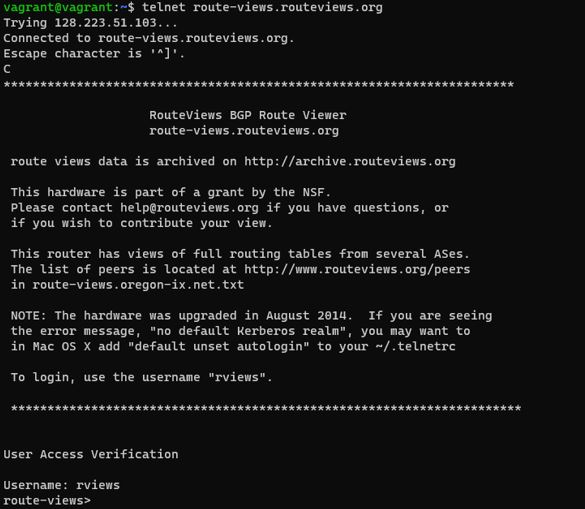 vagrant@vagrant:~$ telnet route-views.routeviews.org
Trying 128.223.51.103...
Connected to route-views.routeviews.org.
Escape character is '^]'.
C
**********************************************************************
RouteViews BGP Route Viewer
route-views.routeviews.org
route views data is archived on http://archive.routeviews.org
This hardware is part of a grant by the NSF.
Please contact help@routeviews.org if you have questions, or
if you wish to contribute your view.
This router has views of full routing tables from several ASes.
The list of peers is located at http://www.routeviews.org/peers
in route-views.oregon-ix.net.txt
NOTE: The hardware was upgraded in August 2014.  If you are seeing
the error message, "no default Kerberos realm", you may want to
in Mac OS X add "default unset autologin" to your ~/.telnetrc
To login, use the username "rviews".
**********************************************************************
User Access Verification
Username: rviews
route-views>